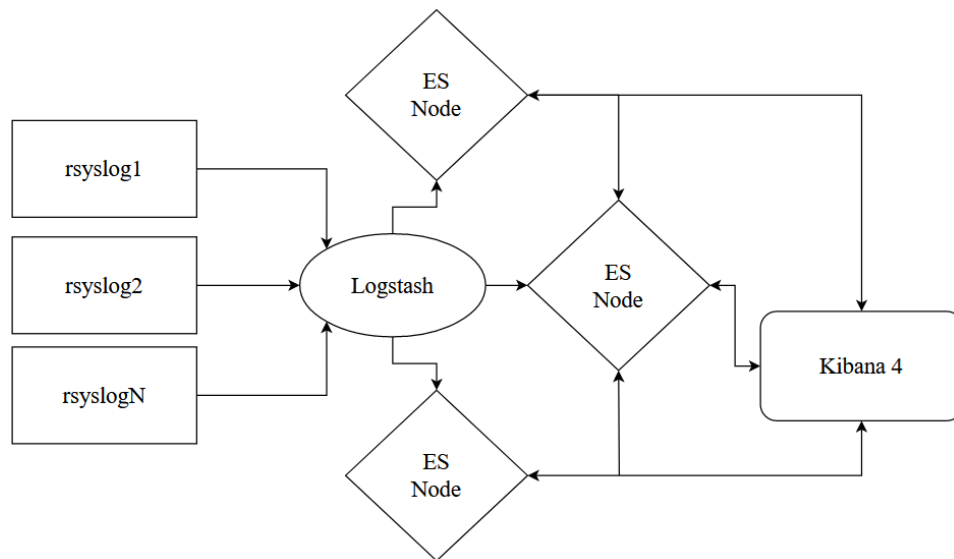 ES
Node
rsyslog1
rsyslog2
Logstash
ES
Node
rsyslogN
Kibana 4
ES
Node